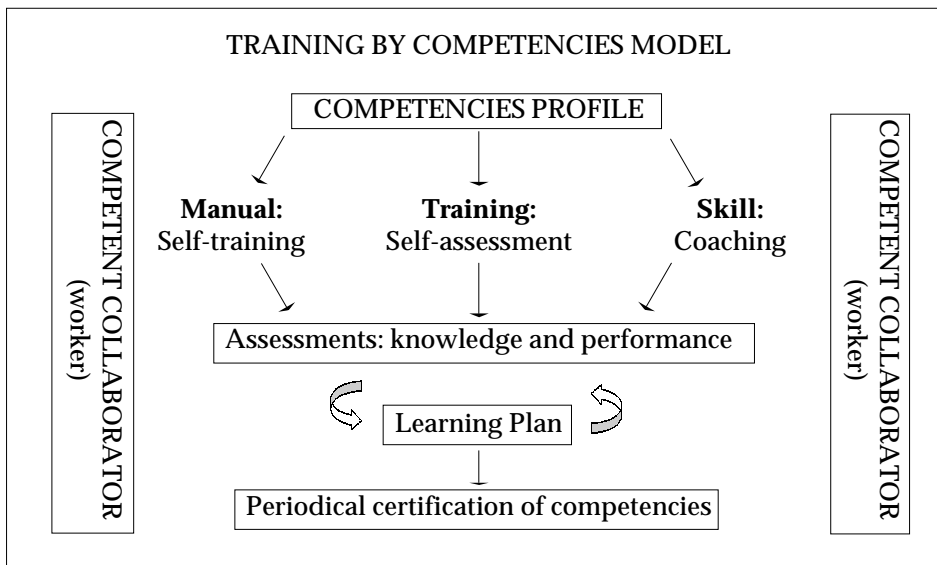 TRAINING BY COMPETENCIES MODEL
COMPETENCIES PROFILE
COMPETENT COLLABORATOR
(worker)
Manual:
Self-training
Training:
Self-assessment
Skill:
Coaching
COMPETENT COLLABORATOR
(worker)
Assessments: knowledge and performance
Learning Plan
Periodical certification of competencies